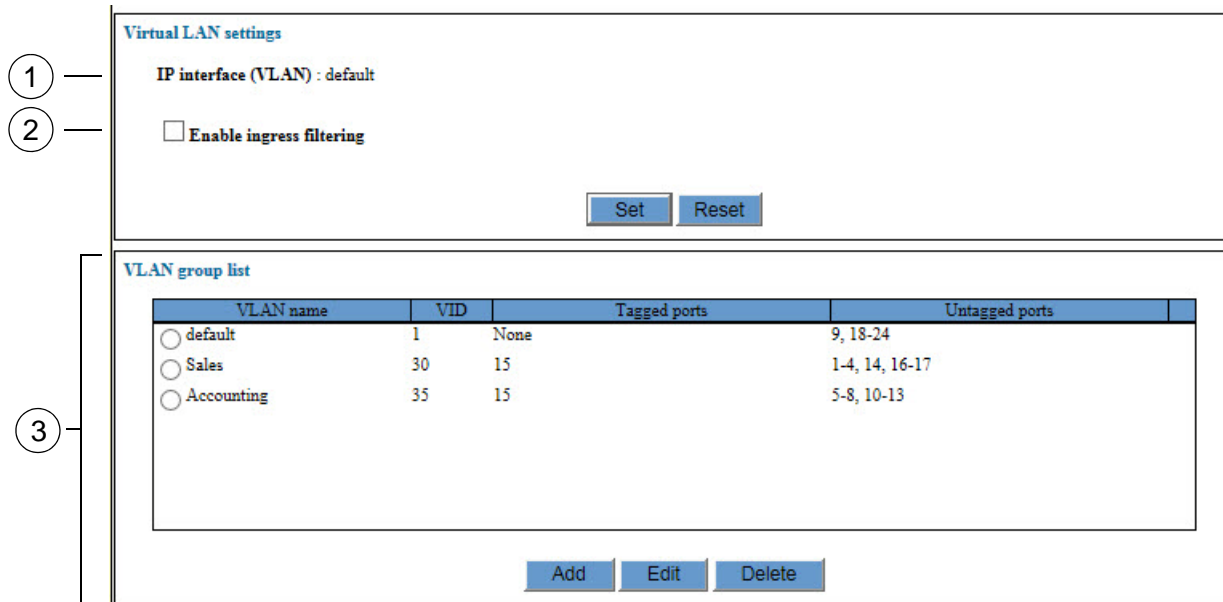 Virtual LAN settings
1
IP interface (VLAN) : default
2
Enable ingress filtering
Set Reset
VLAN group list
VLAN name VID Tagged ports Untagged ports
default 1 None 9, 18-24
Sales 30 15 1-4, 14, 16-17
Accounting 35 15 5-8, 10-13
3
Add Edit Delete